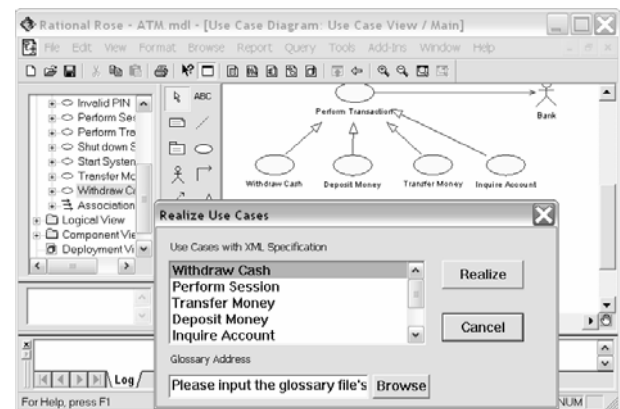 Rational Rose - ATM.mdl - [Use Case Diagram: Use Case View / Main]
File Edit View Format Browse Report Query Tools Add-Ins Window Help
ABC
Invalid PIN
Perform Ses
Perform Tra
Shut down S
Start System
Transfer Mo
Withdraw Ca
Association
Logical View
Component Vie
Deployment Vi
Perform Transaction
Bank
Withdraw Cash Deposit Money Transfer Money Inquire Account
Realize Use Cases
Use Cases with XML Specification
Withdraw Cash
Perform Session
Transfer Money
Deposit Money
Inquire Account
Realize
Cancel
Glossary Address
Please input the glossary file's
Browse
Log
For Help, press F1
NUM